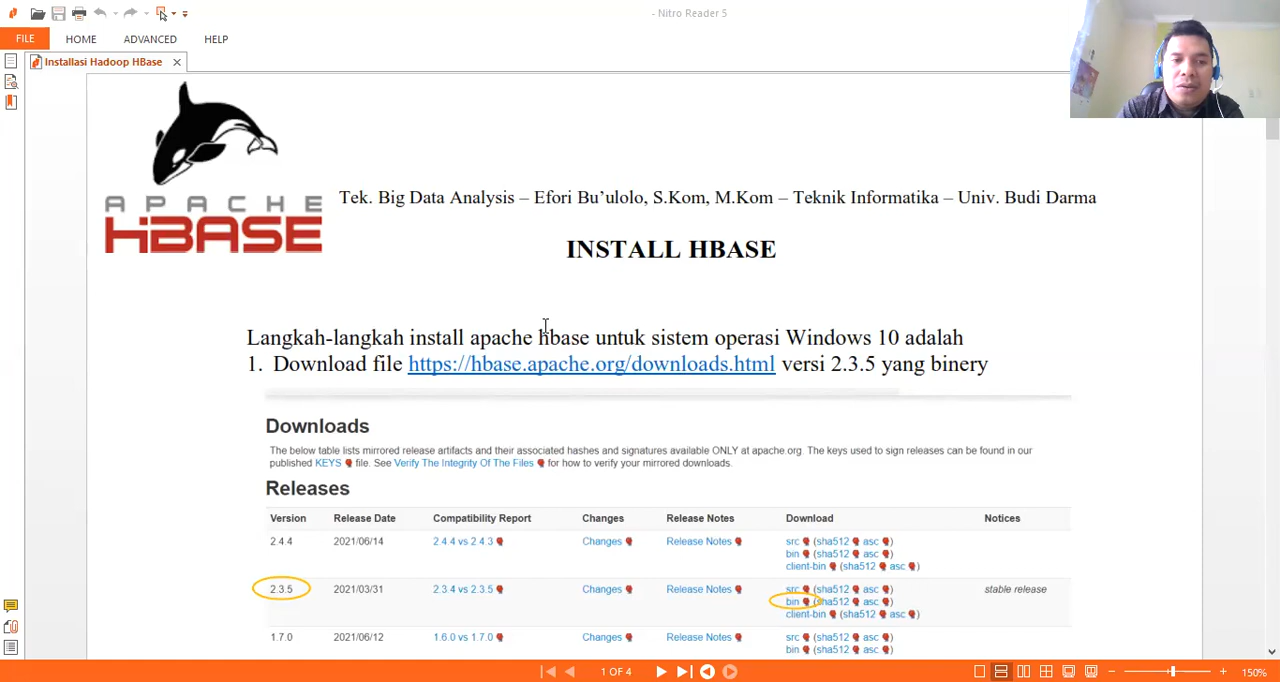 - Nitro Reader 5
FILE
HOME
ADVANCED
HELP
Installasi Hadoop HBase
APACHE
HBASE
Tek. Big Data Analysis – Efori Bu'ulolo, S.Kom, M.Kom – Teknik Informatika – Univ. Budi Darma
INSTALL HBASE
Langkah-langkah install apache hbase untuk sistem operasi Windows 10 adalah
1. Download file https://hbase.apache.org/downloads.html versi 2.3.5 yang binery
Downloads
The below table lists mirrored release artifacts and their associated hashes and signatures available ONLY at apache.org. The keys used to sign releases can be found in our
published KEYS file. See Verify The Integrity Of The Files for how to verify your mirrored downloads.
Releases
Version Release Date Compatibility Report Changes Release Notes Download Notices
2.4.4 2021/06/14 2.4.4 vs 2.4.3 Changes Release Notes src (sha512 asc )
bin (sha512 asc )
client-bin (sha512 asc )
2.3.5 2021/03/31 2.3.4 vs 2.3.5 Changes Release Notes src (sha512 asc ) stable release
bin (sha512 asc )
client-bin (sha512 asc )
1.7.0 2021/06/12 1.6.0 vs 1.7.0 Changes Release Notes src (sha512 asc )
bin (sha512 asc )
1 OF 4
150%